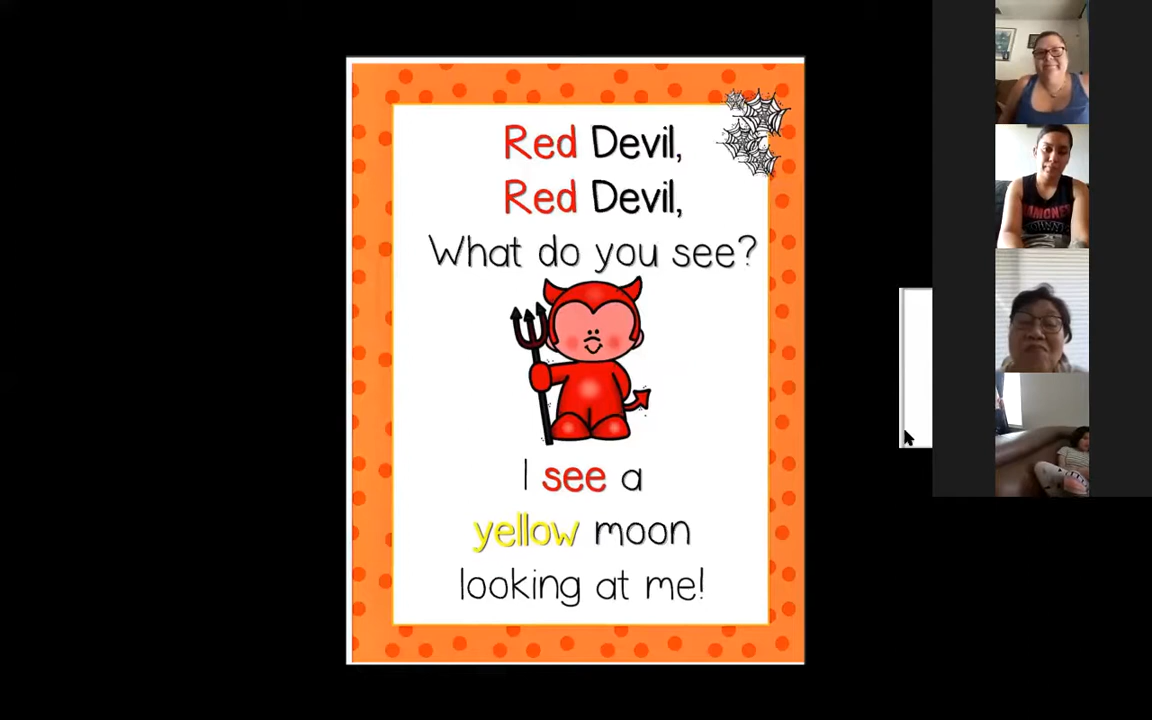 Red Devil,
Red Devil,
What do you see?
I see a
yellow moon
looking at me!